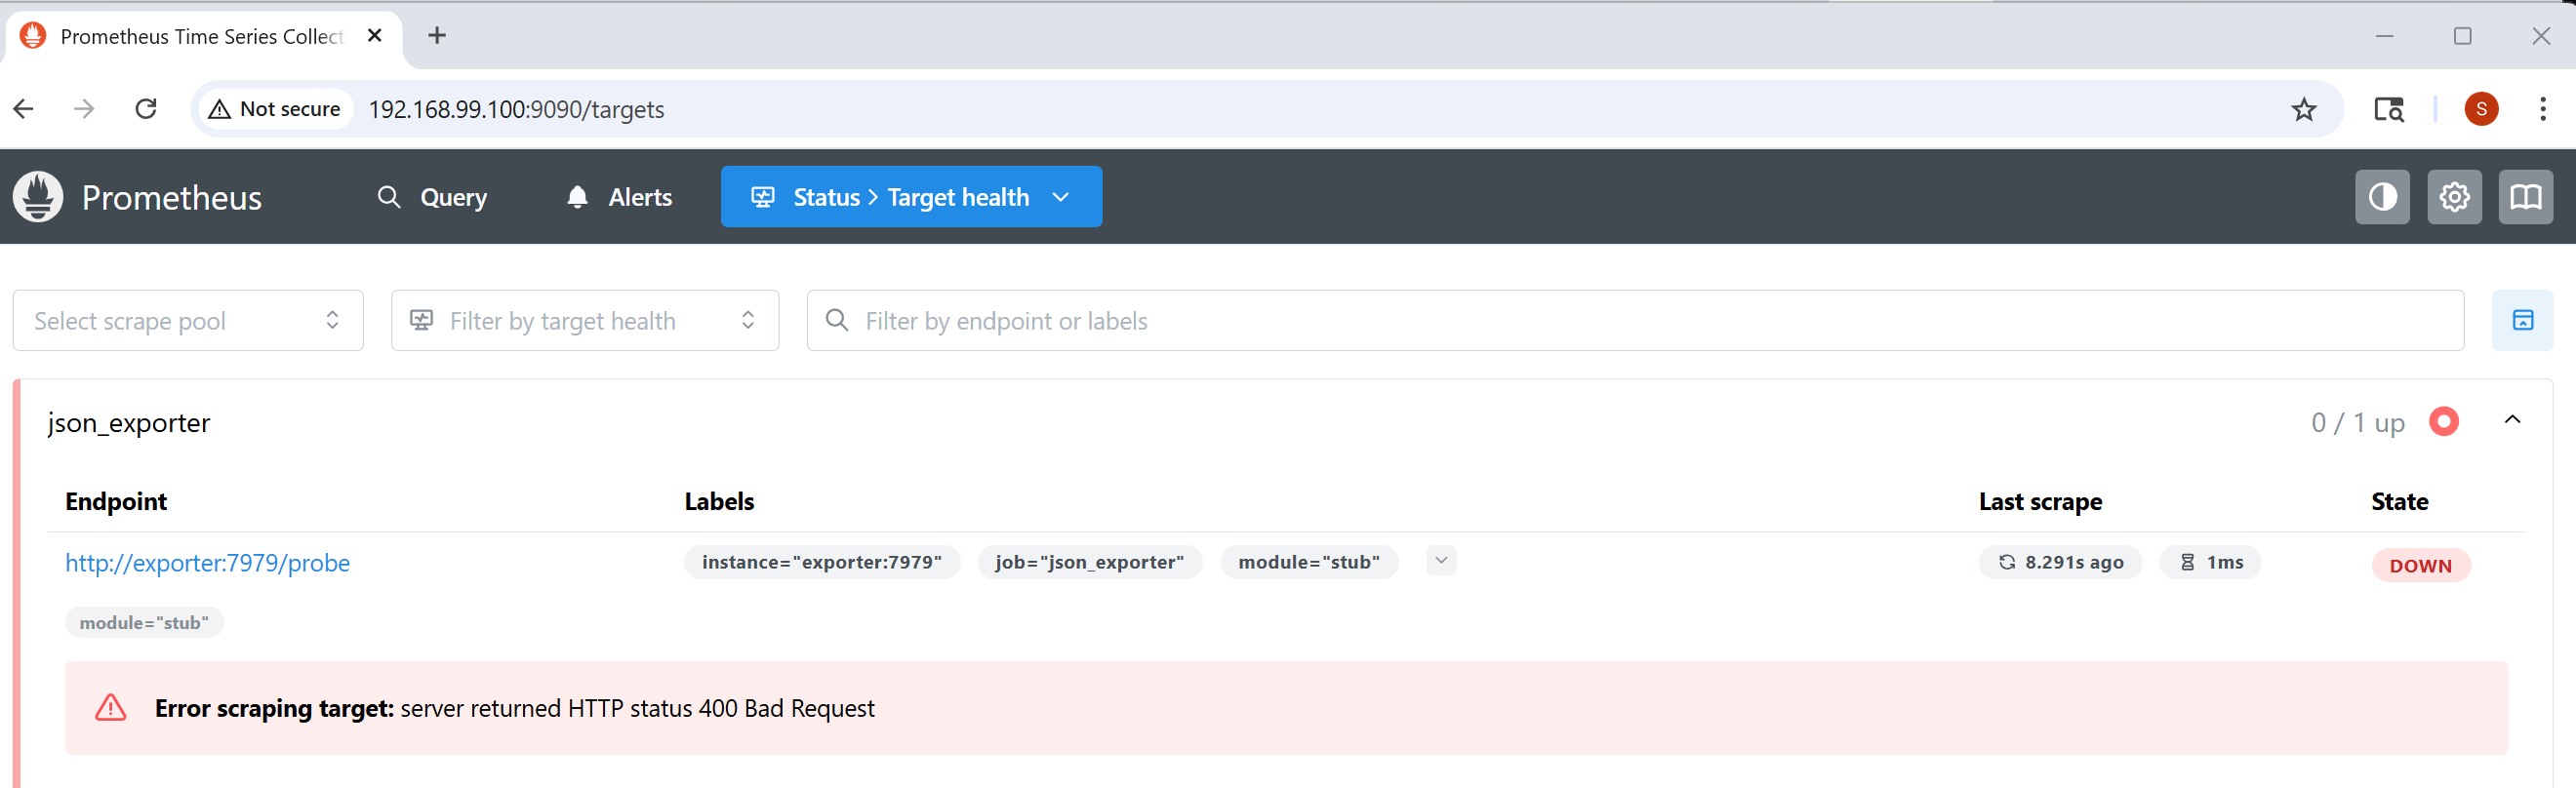 Prometheus Time Series Collect
Not secure 192.168.99.100:9090/targets S
Prometheus Query Alerts Status > Target health
Select scrape pool Filter by target health Filter by endpoint or labels
json_exporter 0 / 1 up
Endpoint Labels Last scrape State
http://exporter:7979/probe instance="exporter:7979" job="json_exporter" module="stub" 8.291s ago 1ms DOWN
module="stub"
Error scraping target: server returned HTTP status 400 Bad Request